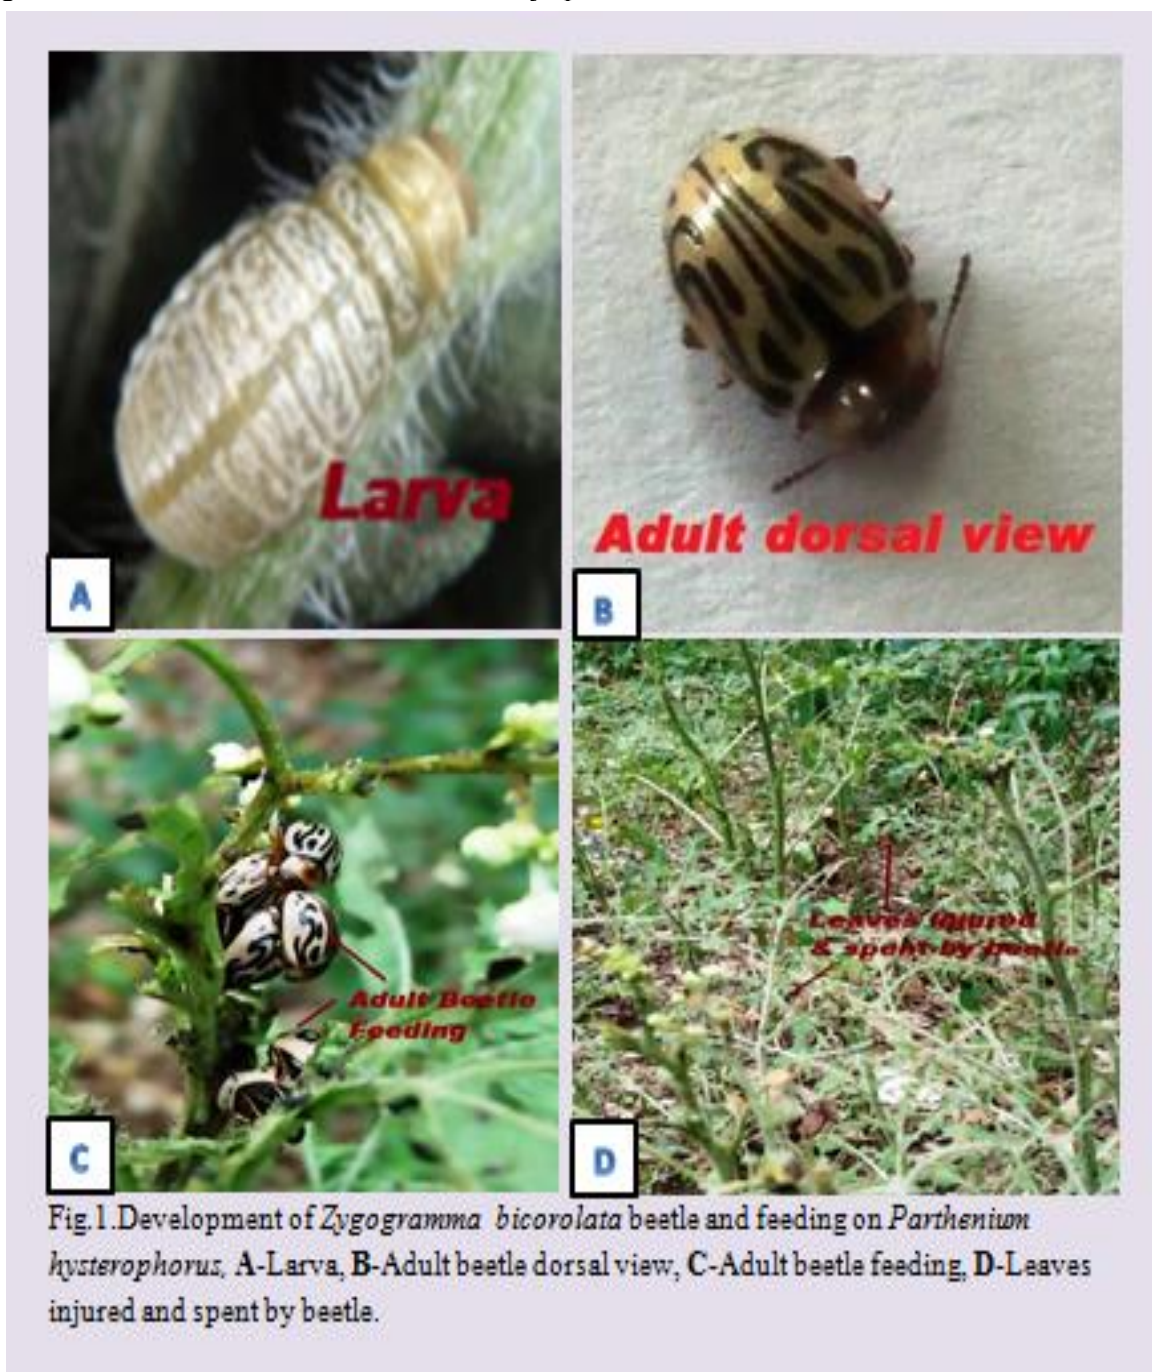 Larva
A
Adult dorsal view
B
Adult Beetle
Feeding
C
Leaves injured
& spent by beetle
D
Fig.1.Development of Zygogramma bicorolata beetle and feeding on Parthenium
hysterophorus, A-Larva, B-Adult beetle dorsal view, C-Adult beetle feeding, D-Leaves
injured and spent by beetle.